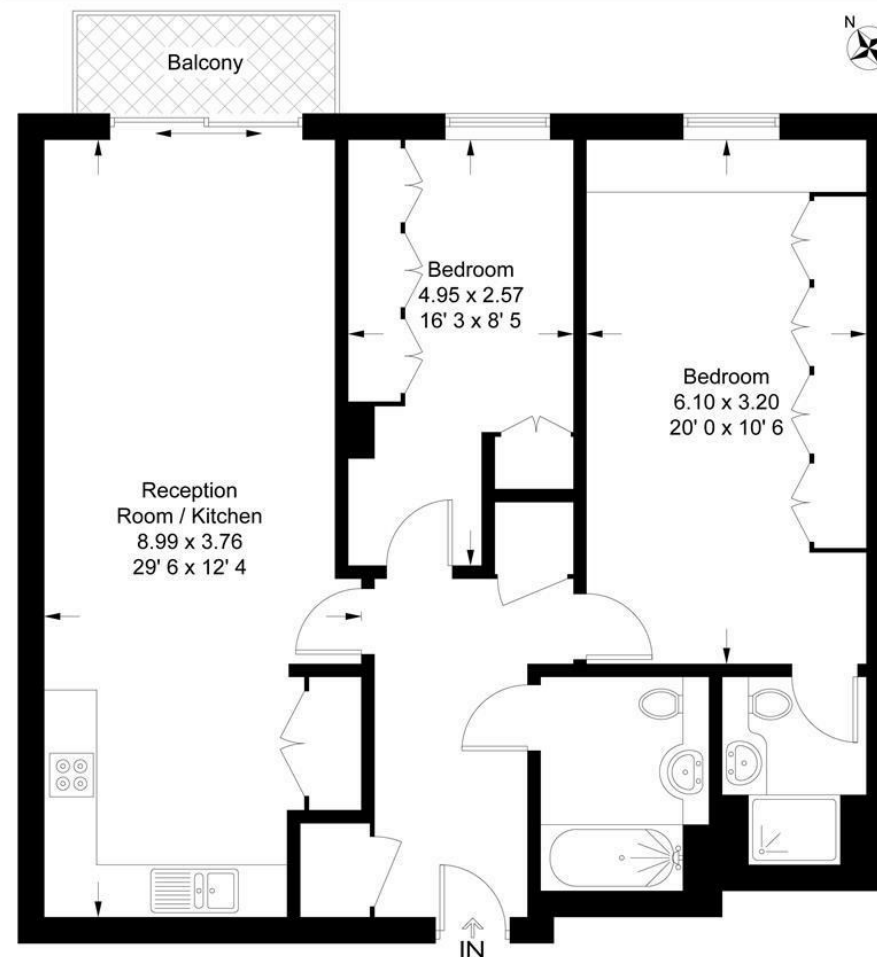 N
Balcony
Bedroom
4.95 x 2.57
16' 3 x 8' 5
Bedroom
6.10 x 3.20
20' 0 x 10' 6
Reception
Room / Kitchen
8.99 x 3.76
29' 6 x 12' 4
IN